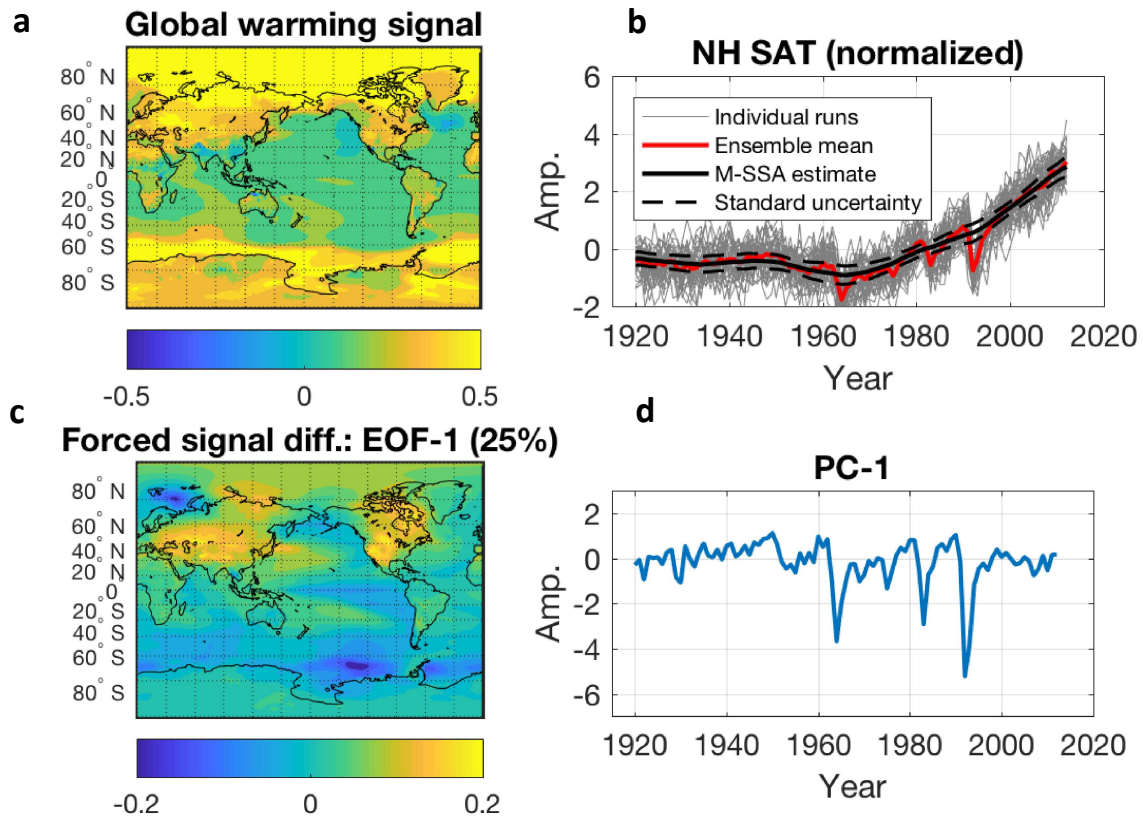 a
Global warming signal
80° N
60° N
40° N
20° N
0
20° S
40° S
60° S
80° S
-0.5 0 0.5
b
NH SAT (normalized)
Amp.
6
4
2
0
-2
Individual runs
Ensemble mean
M-SSA estimate
Standard uncertainty
1920 1940 1960 1980 2000 2020
Year
c
Forced signal diff.: EOF-1 (25%)
80° N
60° N
40° N
20° N
0°
20° S
40° S
60° S
80° S
-0.2 0 0.2
d
PC-1
Amp.
2
0
-2
-4
-6
1920 1940 1960 1980 2000 2020
Year